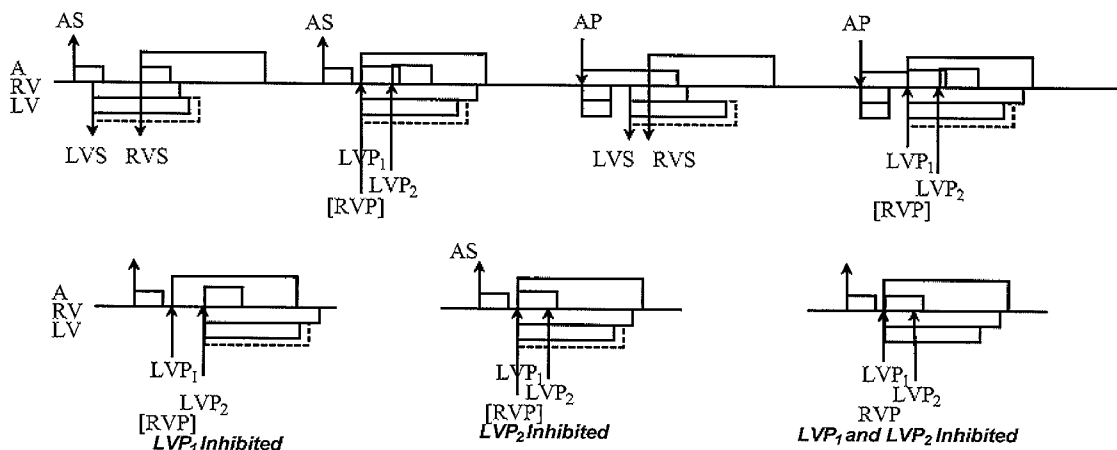 AS
AS
AP
AP
A
RV
LV
LVS RVS
LVP₁
LVP₂
[RVP]
LVS RVS
LVP₁
LVP₂
[RVP]
AS
A
RV
LV
LVP₁
LVP₂
[RVP]
LVP₁ Inhibited
LVP₁
LVP₂
[RVP]
LVP₂ Inhibited
LVP₁
LVP₂
RVP
LVP₁ and LVP₂ Inhibited